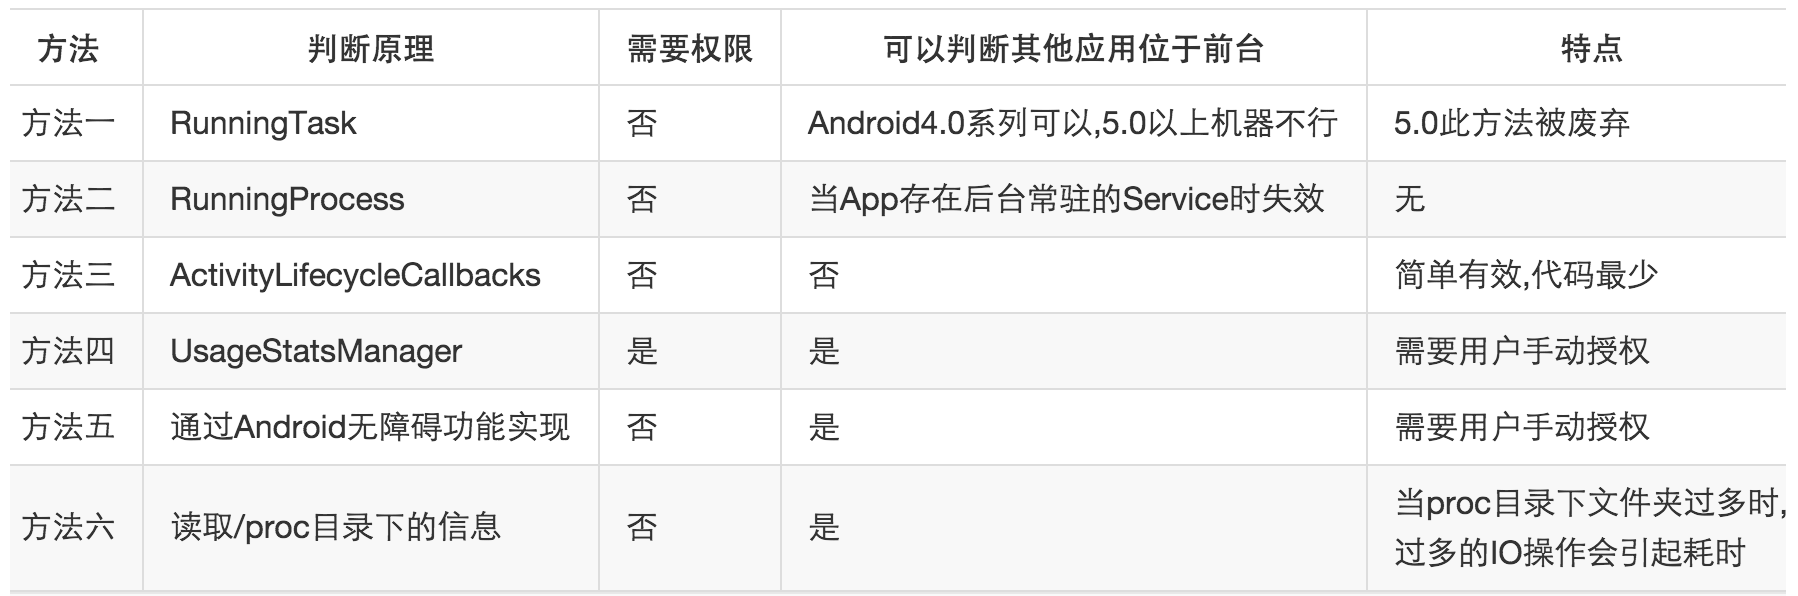 方法 判断原理 需要权限 可以判断其他应用位于前台 特点
方法一 RunningTask 否 Android4.0系列可以,5.0以上机器不行 5.0此方法被废弃
方法二 RunningProcess 否 当App存在后台常驻的Service时失效 无
方法三 ActivityLifecycleCallbacks 否 否 简单有效,代码最少
方法四 UsageStatsManager 是 是 需要用户手动授权
方法五 通过Android无障碍功能实现 否 是 需要用户手动授权
方法六 读取/proc目录下的信息 否 是 当proc目录下文件夹过多时,
过多的IO操作会引起耗时